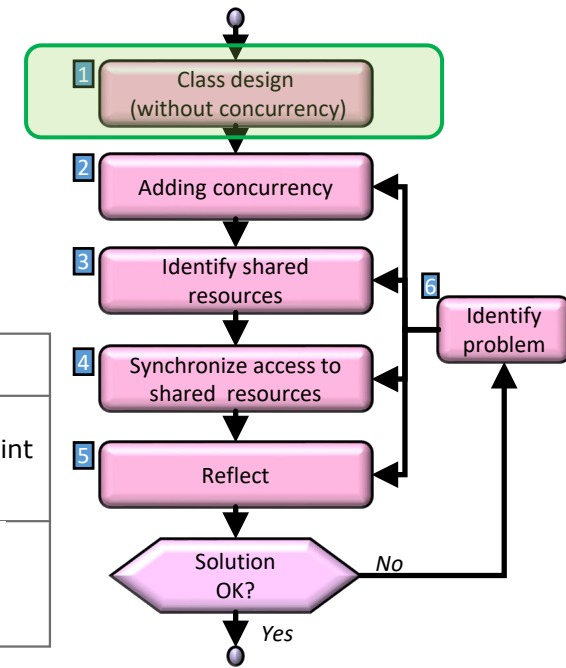 1
Class design
(without concurrency)
2
Adding concurrency
3
Identify shared
resources
6
Identify
problem
4
Synchronize access to
shared resources
int
5
Reflect
Solution
OK?
No
Yes